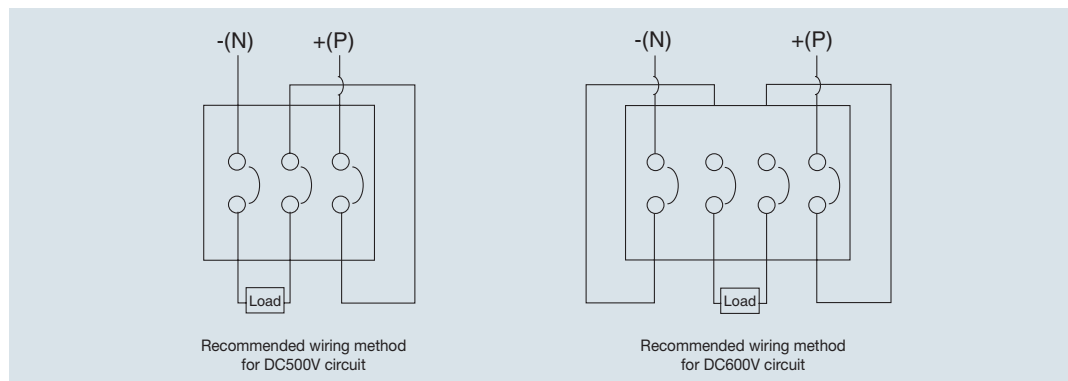 -(N) +(P)
Load
Recommended wiring method
for DC500V circuit
-(N) +(P)
Load
Recommended wiring method
for DC600V circuit